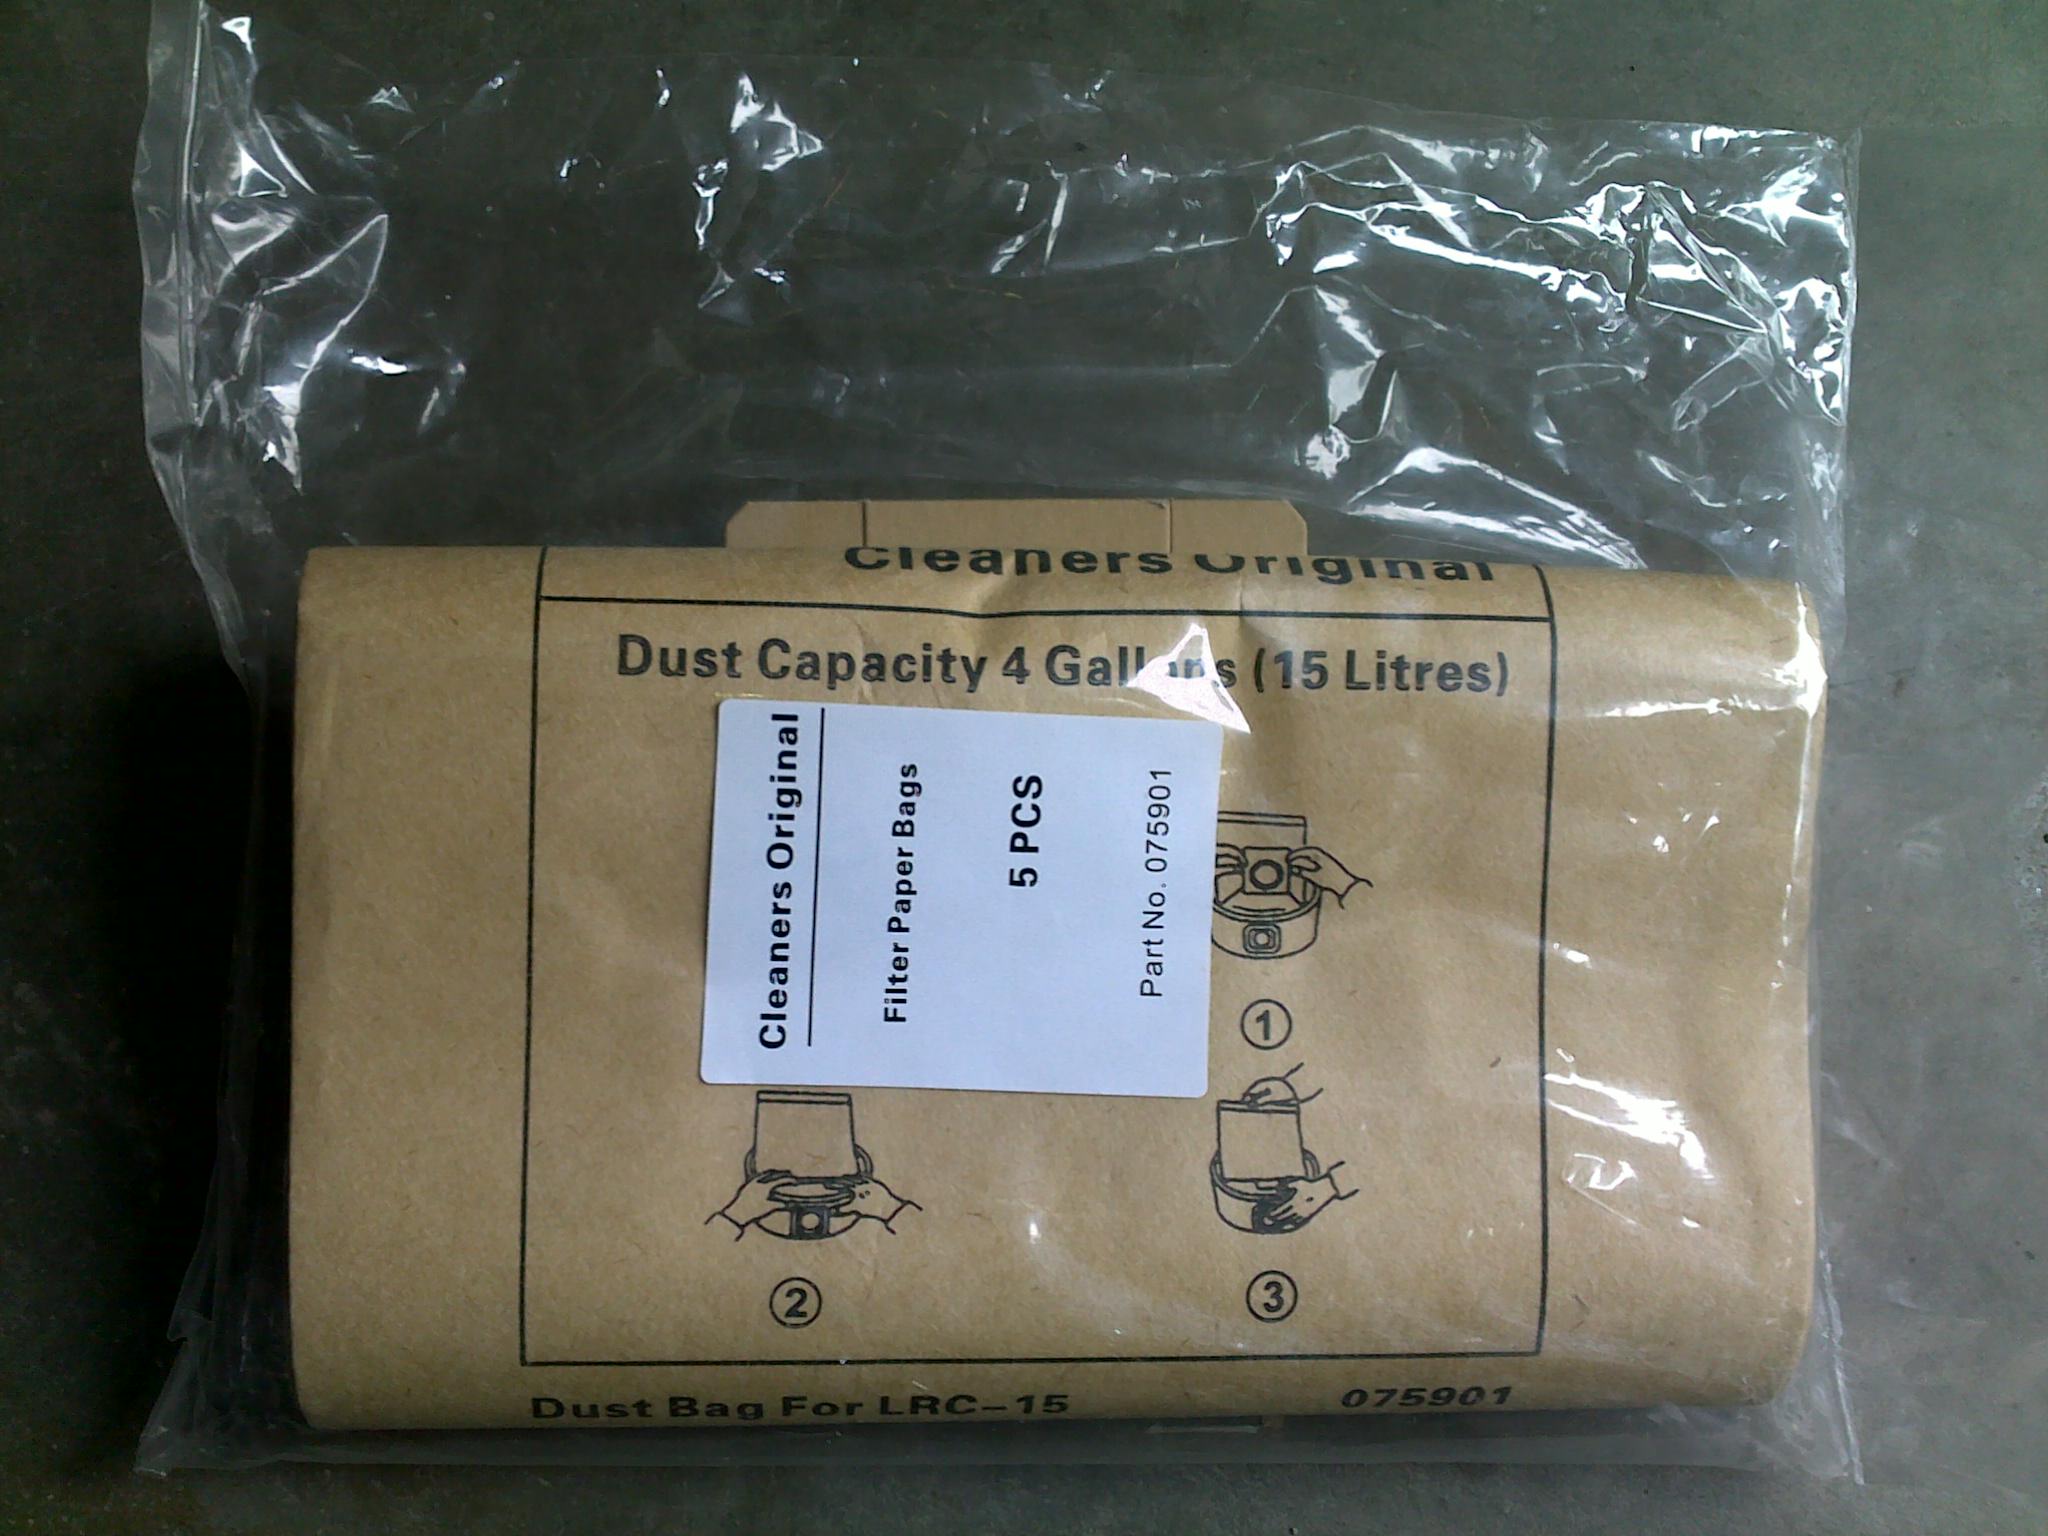 Cleaners Original
Dust Capacity 4 Gallons (15 Litres)
Cleaners Original
Filter Paper Bags
5 PCS
Part No. 075901
1
2
3
Dust Bag For LRC-15
075901